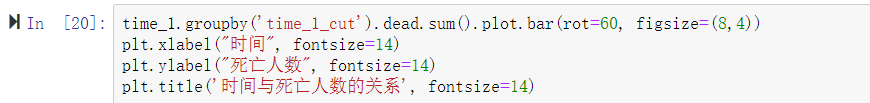 In [20]: time_1.groupby('time_1_cut').dead.sum().plot.bar(rot=60, figsize=(8,4))
plt.xlabel("时间", fontsize=14)
plt.ylabel("死亡人数", fontsize=14)
plt.title('时间与死亡人数的关系', fontsize=14)